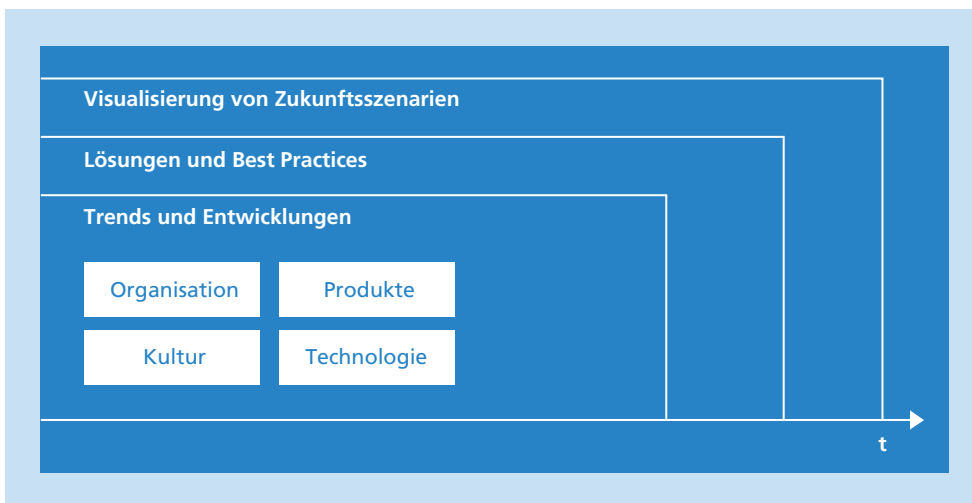 Visualisierung von Zukunftsszenarien
Lösungen und Best Practices
Trends und Entwicklungen
Organisation
Produkte
Kultur
Technologie
t